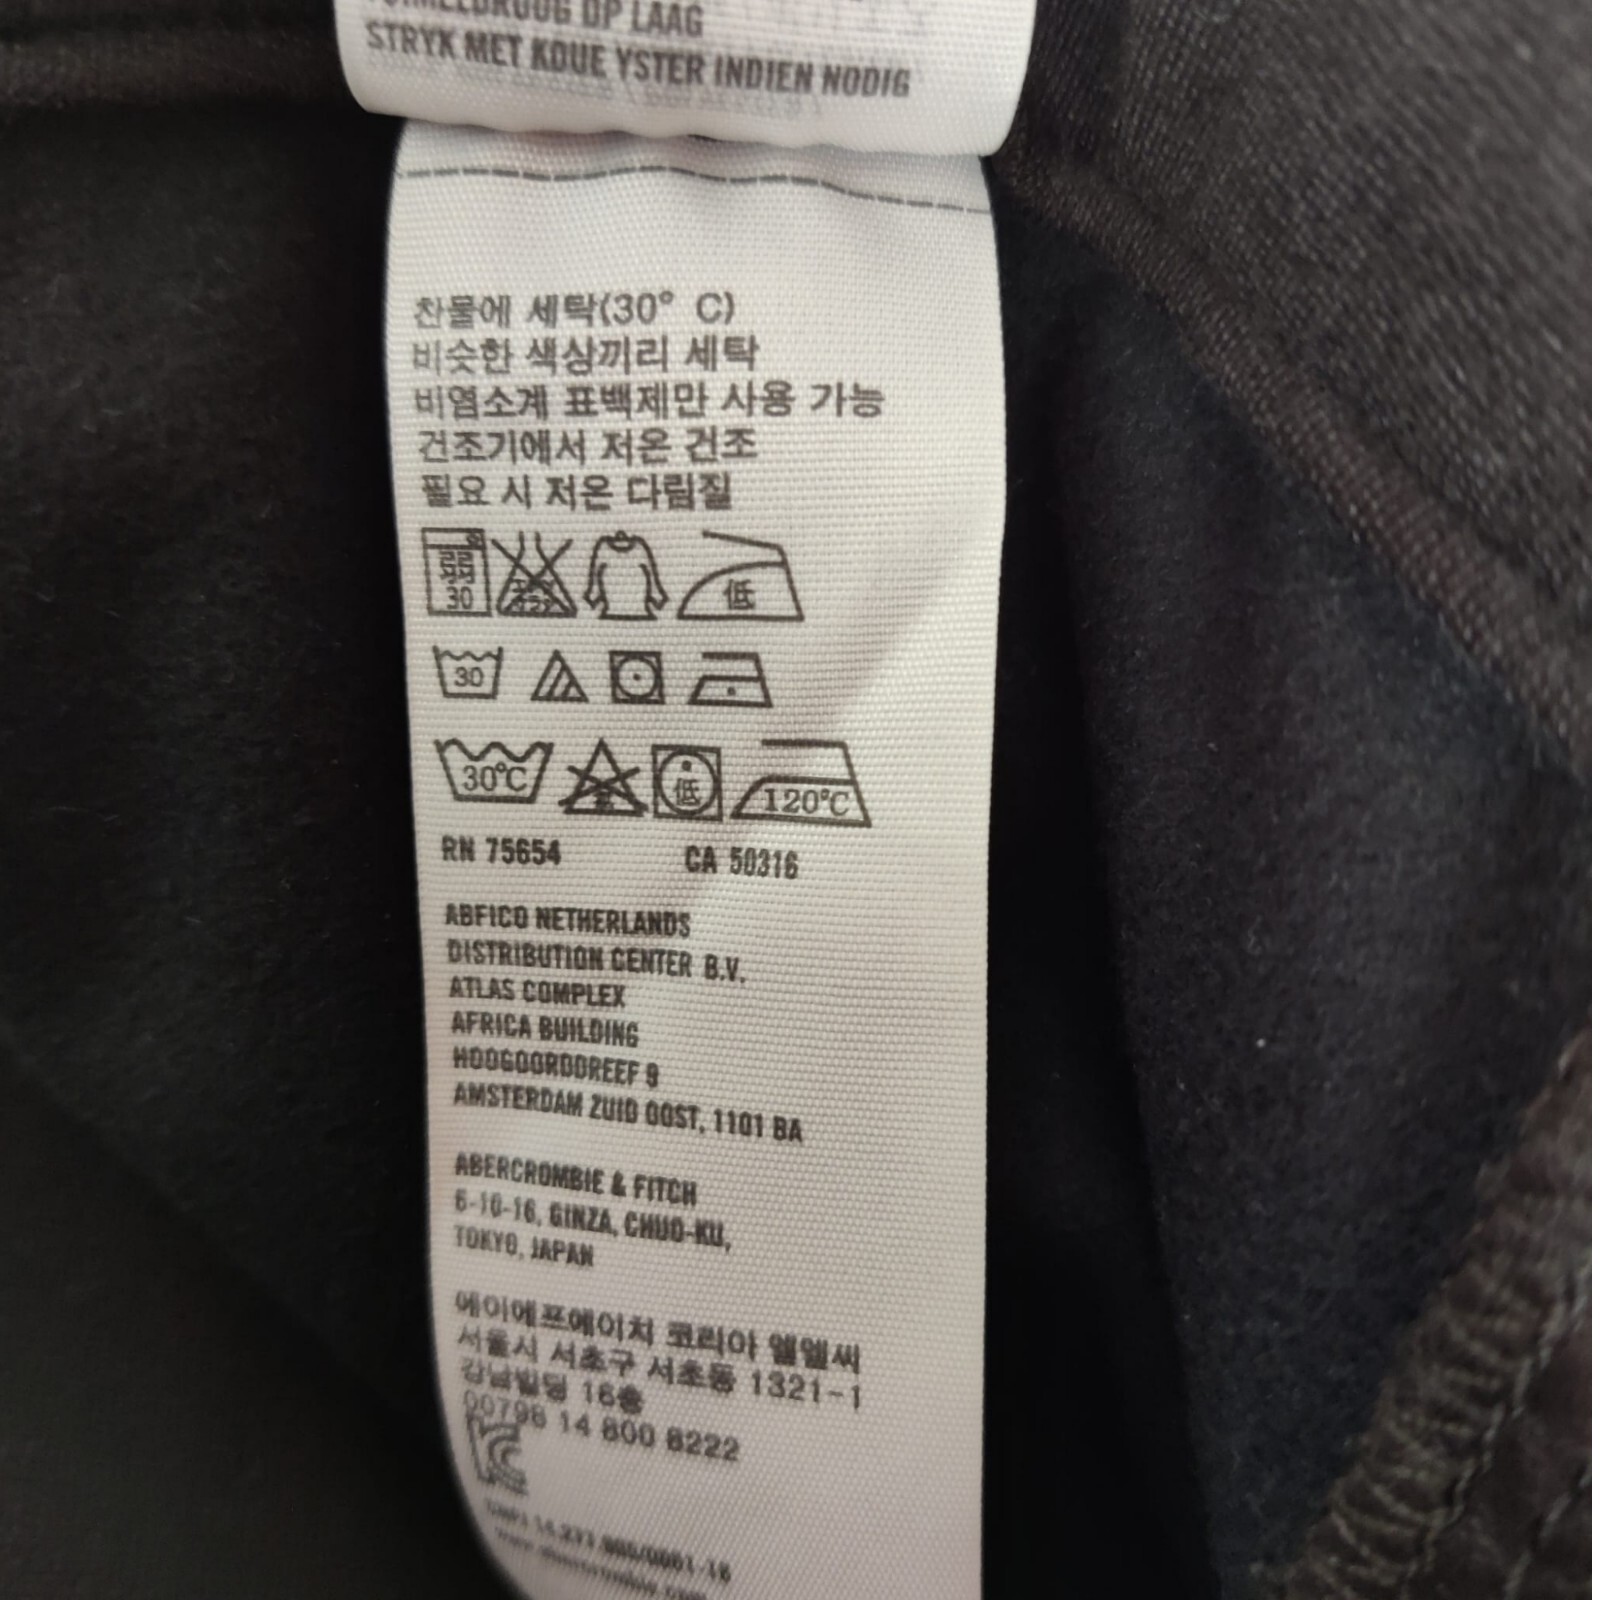 OP LAAG
STRYK MET KOUE YSTER INDIEN NODIG
찬물에 세탁(30° C)
비슷한 색상끼리 세탁
비염소계 표백제만 사용 가능
건조기에서 저온 건조
필요 시 저온 다림질
30 低
30
30℃ 低 120℃
RN 75654 CA 50316
ABFICO NETHERLANDS
DISTRIBUTION CENTER B.V.
ATLAS COMPLEX
AFRICA BUILDING
HOOGOORDDREEF 9
AMSTERDAM ZUID OOST, 1101 BA
ABERCROMBIE & FITCH
6-10-16, GINZA, CHUO-KU,
TOKYO, JAPAN
에이에프에이치 코리아 엘엘씨
서울시 서초구 서초동 1321-1
강남빌딩 16층
00798 14 800 8222